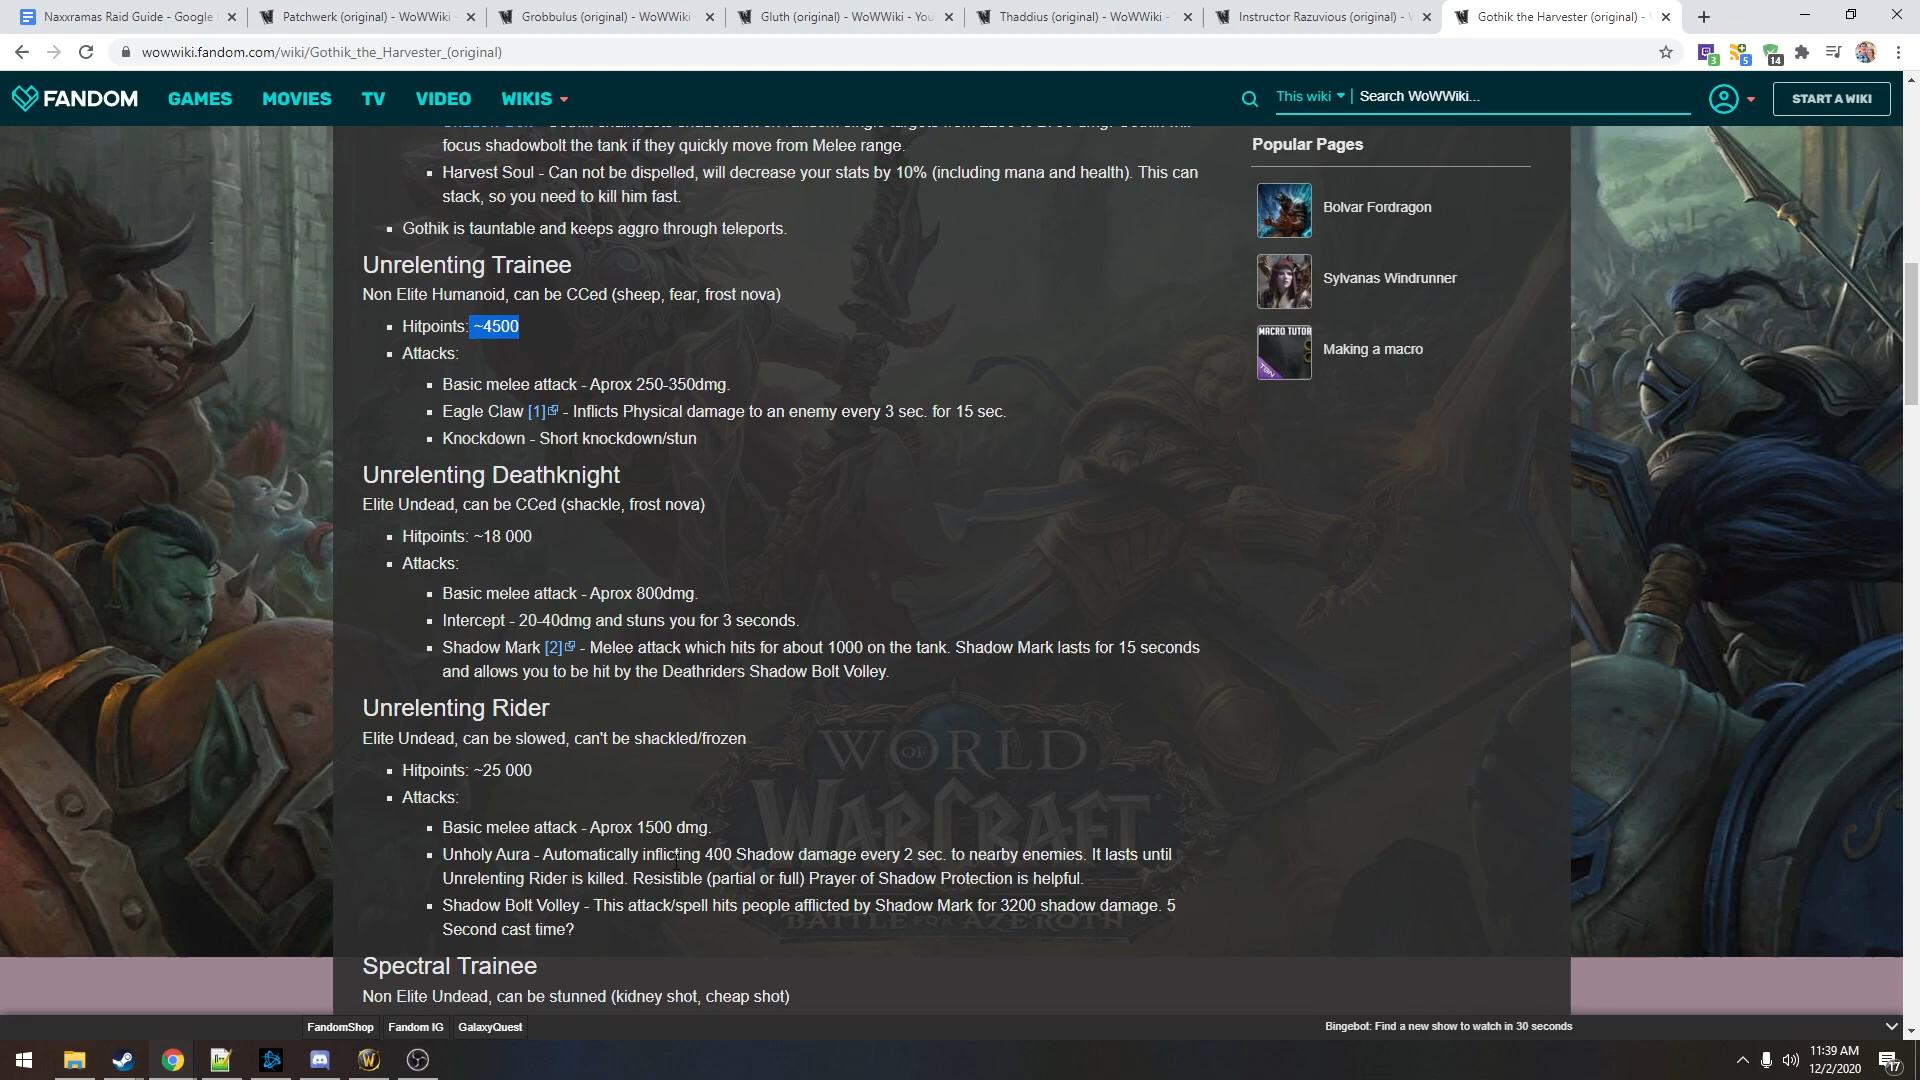 Naxxramas Raid Guide - Google
Patchwerk (original) - WoWWiki -
Grobbulus (original) - WoWWiki
Gluth (original) - WoWWiki - You
Thaddius (original) - WoWWiki -
Instructor Razuvious (original) -
Gothik the Harvester (original) -
wowwiki.fandom.com/wiki/Gothik_the_Harvester_(original)
3
5
14
FANDOM
GAMES
MOVIES
TV
VIDEO
WIKIS
This wiki
Search WoWWiki...
START A WIKI
focus shadowbolt the tank if they quickly move from Melee range.
Harvest Soul - Can not be dispelled, will decrease your stats by 10% (including mana and health). This can
stack, so you need to kill him fast.
Gothik is tauntable and keeps aggro through teleports.
Unrelenting Trainee
Non Elite Humanoid, can be CCed (sheep, fear, frost nova)
Hitpoints: ~4500
Attacks:
Basic melee attack - Aprox 250-350dmg.
Eagle Claw [1] - Inflicts Physical damage to an enemy every 3 sec. for 15 sec.
Knockdown - Short knockdown/stun
Unrelenting Deathknight
Elite Undead, can be CCed (shackle, frost nova)
Hitpoints: ~18 000
Attacks:
Basic melee attack - Aprox 800dmg.
Intercept - 20-40dmg and stuns you for 3 seconds.
Shadow Mark [2] - Melee attack which hits for about 1000 on the tank. Shadow Mark lasts for 15 seconds
and allows you to be hit by the Deathriders Shadow Bolt Volley.
Unrelenting Rider
Elite Undead, can be slowed, can't be shackled/frozen
Hitpoints: ~25 000
Attacks:
Basic melee attack - Aprox 1500 dmg.
Unholy Aura - Automatically inflicting 400 Shadow damage every 2 sec. to nearby enemies. It lasts until
Unrelenting Rider is killed. Resistible (partial or full) Prayer of Shadow Protection is helpful.
Shadow Bolt Volley - This attack/spell hits people afflicted by Shadow Mark for 3200 shadow damage. 5
Second cast time?
Spectral Trainee
Non Elite Undead, can be stunned (kidney shot, cheap shot)
Popular Pages
Bolvar Fordragon
Sylvanas Windrunner
MACRO TUTOR
Making a macro
WORLD
OF
WARCRAFT
BATTLE FOR AZEROTH
FandomShop
Fandom IG
GalaxyQuest
Bingebot: Find a new show to watch in 30 seconds
11:39 AM
12/2/2020
17